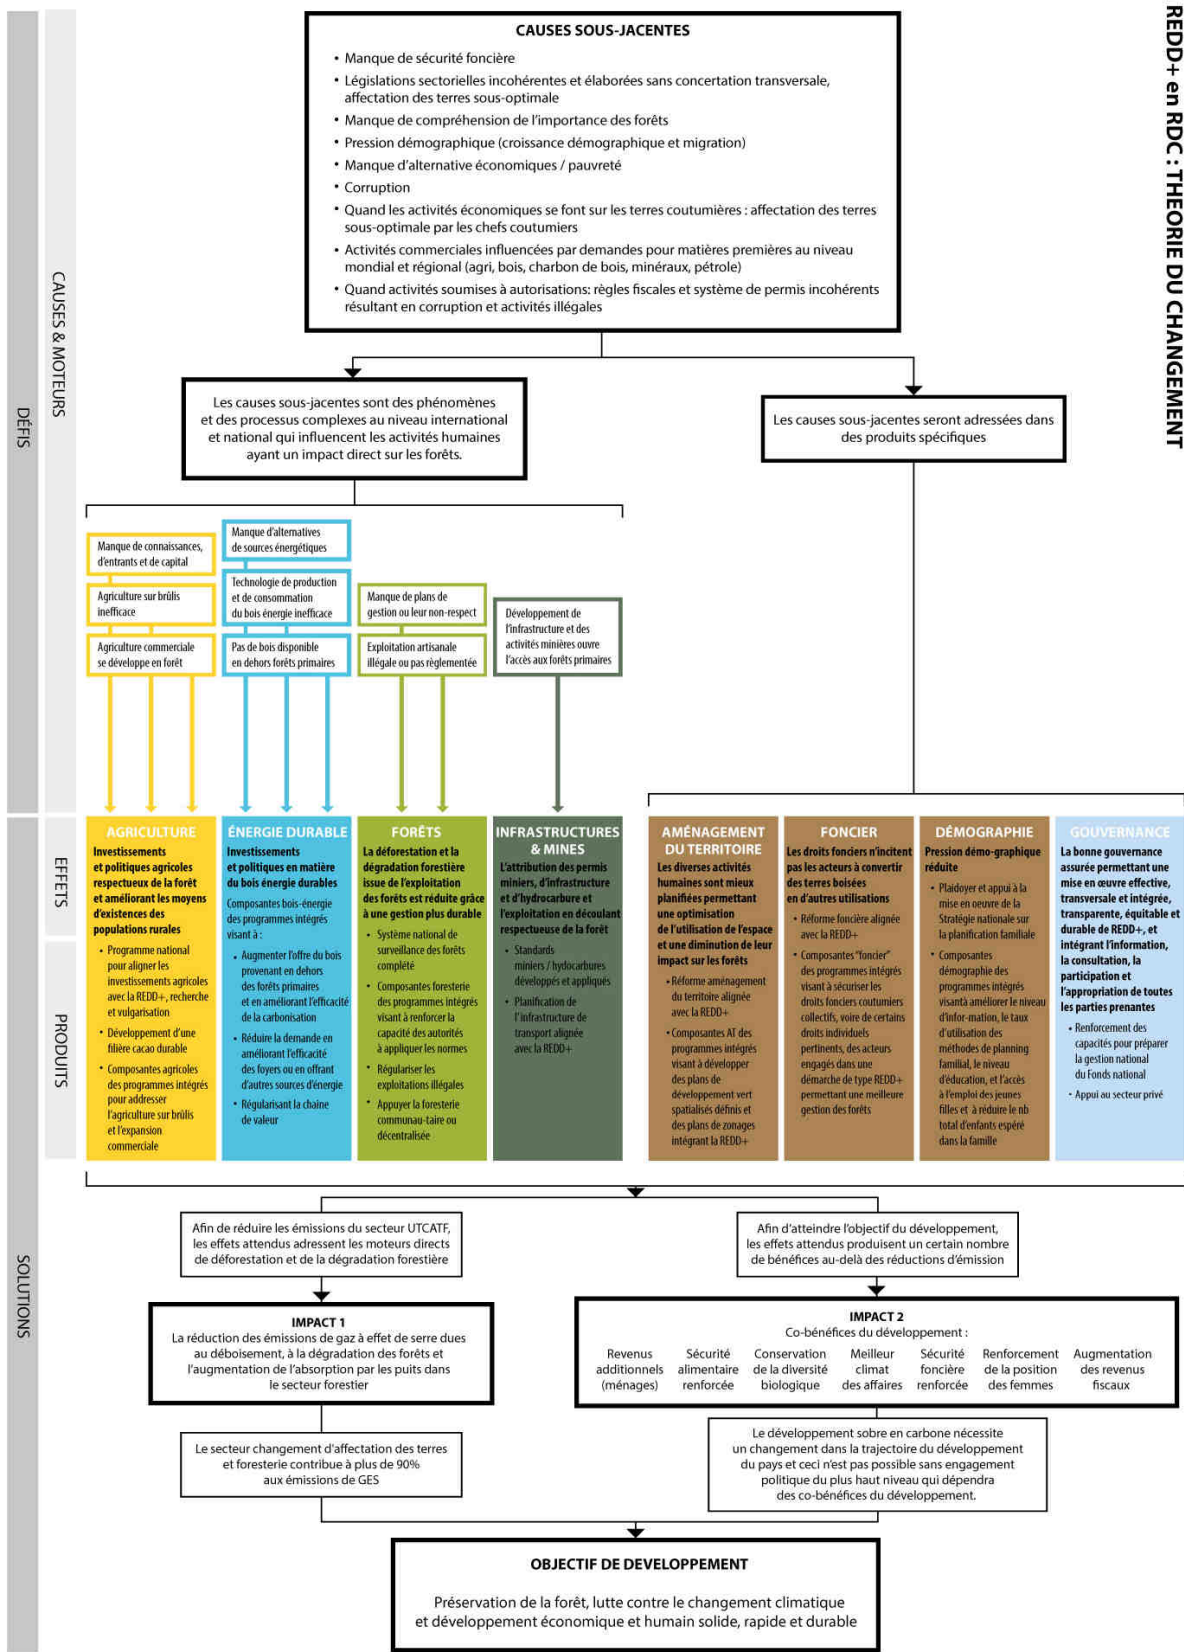 REDD+ en RDC : THEORIE DU CHANGEMENT
DÉFIS
CAUSES & MOTEURS
CAUSES SOUS-JACENTES
• Manque de sécurité foncière
• Législations sectorielles incohérentes et élaborées sans concertation transversale,
affectation des terres sous-optimale
• Manque de compréhension de l'importance des forêts
• Pression démographique (croissance démographique et migration)
• Manque d'alternative économiques / pauvreté
• Corruption
• Quand les activités économiques se font sur les terres coutumières : affectation des terres
sous-optimale par les chefs coutumiers
• Activités commerciales influencées par demandes pour matières premières au niveau
mondial et régional (agri, bois, charbon de bois, minéraux, pétrole)
• Quand activités soumises à autorisations: règles fiscales et système de permis incohérents
résultant en corruption et activités illégales
Les causes sous-jacentes sont des phénomènes
et des processus complexes au niveau international
et national qui influencent les activités humaines
ayant un impact direct sur les forêts.
Les causes sous-jacentes seront adressées dans
des produits spécifiques
Manque de connaissances,
d'entrants et de capital
Agriculture sur brûlis
inefficace
Agriculture commerciale
se développe en forêt
Manque d'alternatives
de sources énergétiques
Technologie de production
et de consommation
du bois énergie inefficace
Pas de bois disponible
en dehors forêts primaires
Manque de plans de
gestion ou leur non-respect
Exploitation artisanale
illégale ou pas règlementée
Développement de
l'infrastructure et des
activités minières ouvre
l'accès aux forêts primaires
SOLUTIONS
EFFETS
PRODUITS
AGRICULTURE
Investissements
et politiques agricoles
respectueux de la forêt
et améliorant les moyens
d'existences des
populations rurales
• Programme national
pour aligner les
investissements agricoles
avec la REDD+, recherche
et vulgarisation
• Développement d'une
filière cacao durable
• Composantes agricoles
des programmes intégrés
pour addresser
l'agriculture sur brûlis
et l'expansion
commerciale
ÉNERGIE DURABLE
Investissements
et politiques en matière
du bois énergie durables
Composantes bois-énergie
des programmes intégrés
visant à :
• Augmenter l'offre du bois
provenant en dehors
des forêts primaires
et en améliorant l'efficacité
de la carbonisation
• Réduire la demande en
améliorant l'efficacité
des foyers ou en offrant
d'autres sources d'énergie
• Régularisant la chaine
de valeur
FORÊTS
La déforestation et la
dégradation forestière
issue de l'exploitation
des forêts est réduite grâce
à une gestion plus durable
• Système national de
surveillance des forêts
complété
• Composantes foresterie
des programmes intégrés
visant à renforcer la
capacité des autorités
à appliquer les normes
• Régulariser les
exploitations illégales
• Appuyer la foresterie
communau-taire ou
décentralisée
INFRASTRUCTURES
& MINES
L'attribution des permis
miniers, d'infrastructure
et d'hydrocarbure et
l'exploitation en découlant
respectueuse de la forêt
• Standards
miniers / hydocarbures
développés et appliqués
• Planification de
l'infrastructure de
transport alignée
avec la REDD+
AMÉNAGEMENT
DU TERRITOIRE
Les diverses activités
humaines sont mieux
planifiées permettant
une optimisation
de l'utilisation de l'espace
et une diminution de leur
impact sur les forêts
• Réforme aménagement
du territoire alignée
avec la REDD+
• Composantes AT des
programmes intégrés
visant à développer
des plans de
développement vert
spatialisés définis et
des plans de zonages
intégrant la REDD+
FONCIER
Les droits fonciers n'incitent
pas les acteurs à convertir
des terres boisées
en d'autres utilisations
• Réforme foncière alignée
avec la REDD+
• Composantes "foncier"
des programmes intégrés
visant à sécuriser les
droits fonciers coutumiers
collectifs, voire de certains
droits individuels
pertinents, des acteurs
engagés dans une
démarche de type REDD+
permettant une meilleure
gestion des forêts
DÉMOGRAPHIE
Pression démo-graphique
réduite
• Plaidoyer et appui à la
mise en oeuvre de la
Stratégie nationale sur
la planification familiale
• Composantes
démographie des
programmes intégrés
visantà améliorer le niveau
d'infor-mation, le taux
d'utilisation des
méthodes de planning
familial, le niveau
d'éducation, et l'accès
à l'emploi des jeunes
filles et à réduire le nb
total d'enfants espéré
dans la famille
GOUVERNANCE
La bonne gouvernance
assurée permettant une
mise en œuvre effective,
transversale et intégrée,
transparente, équitable et
durable de REDD+, et
intégrant l'information,
la consultation, la
participation et
l'appropriation de toutes
les parties prenantes
• Renforcement des
capacités pour préparer
la gestion national
du Fonds national
• Appui au secteur privé
Afin de réduire les émissions du secteur UTCATF,
les effets attendus adressent les moteurs directs
de déforestation et de la dégradation forestière
Afin d'atteindre l'objectif du développement,
les effets attendus produisent un certain nombre
de bénéfices au-delà des réductions d'émission
IMPACT 1
La réduction des émissions de gaz à effet de serre dues
au déboisement, à la dégradation des forêts et
l'augmentation de l'absorption par les puits dans
le secteur forestier
IMPACT 2
Co-bénéfices du développement :
Revenus
additionnels
(ménages)
Sécurité
alimentaire
renforcée
Conservation
de la diversité
biologique
Meilleur
climat
des affaires
Sécurité
foncière
renforcée
Renforcement
de la position
des femmes
Augmentation
des revenus
fiscaux
Le secteur changement d'affectation des terres
et foresterie contribue à plus de 90%
aux émissions de GES
Le développement sobre en carbone nécessite
un changement dans la trajectoire du développement
du pays et ceci n'est pas possible sans engagement
politique du plus haut niveau qui dépendra
des co-bénéfices du développement.
OBJECTIF DE DEVELOPPEMENT
Préservation de la forêt, lutte contre le changement climatique
et développement économique et humain solide, rapide et durable